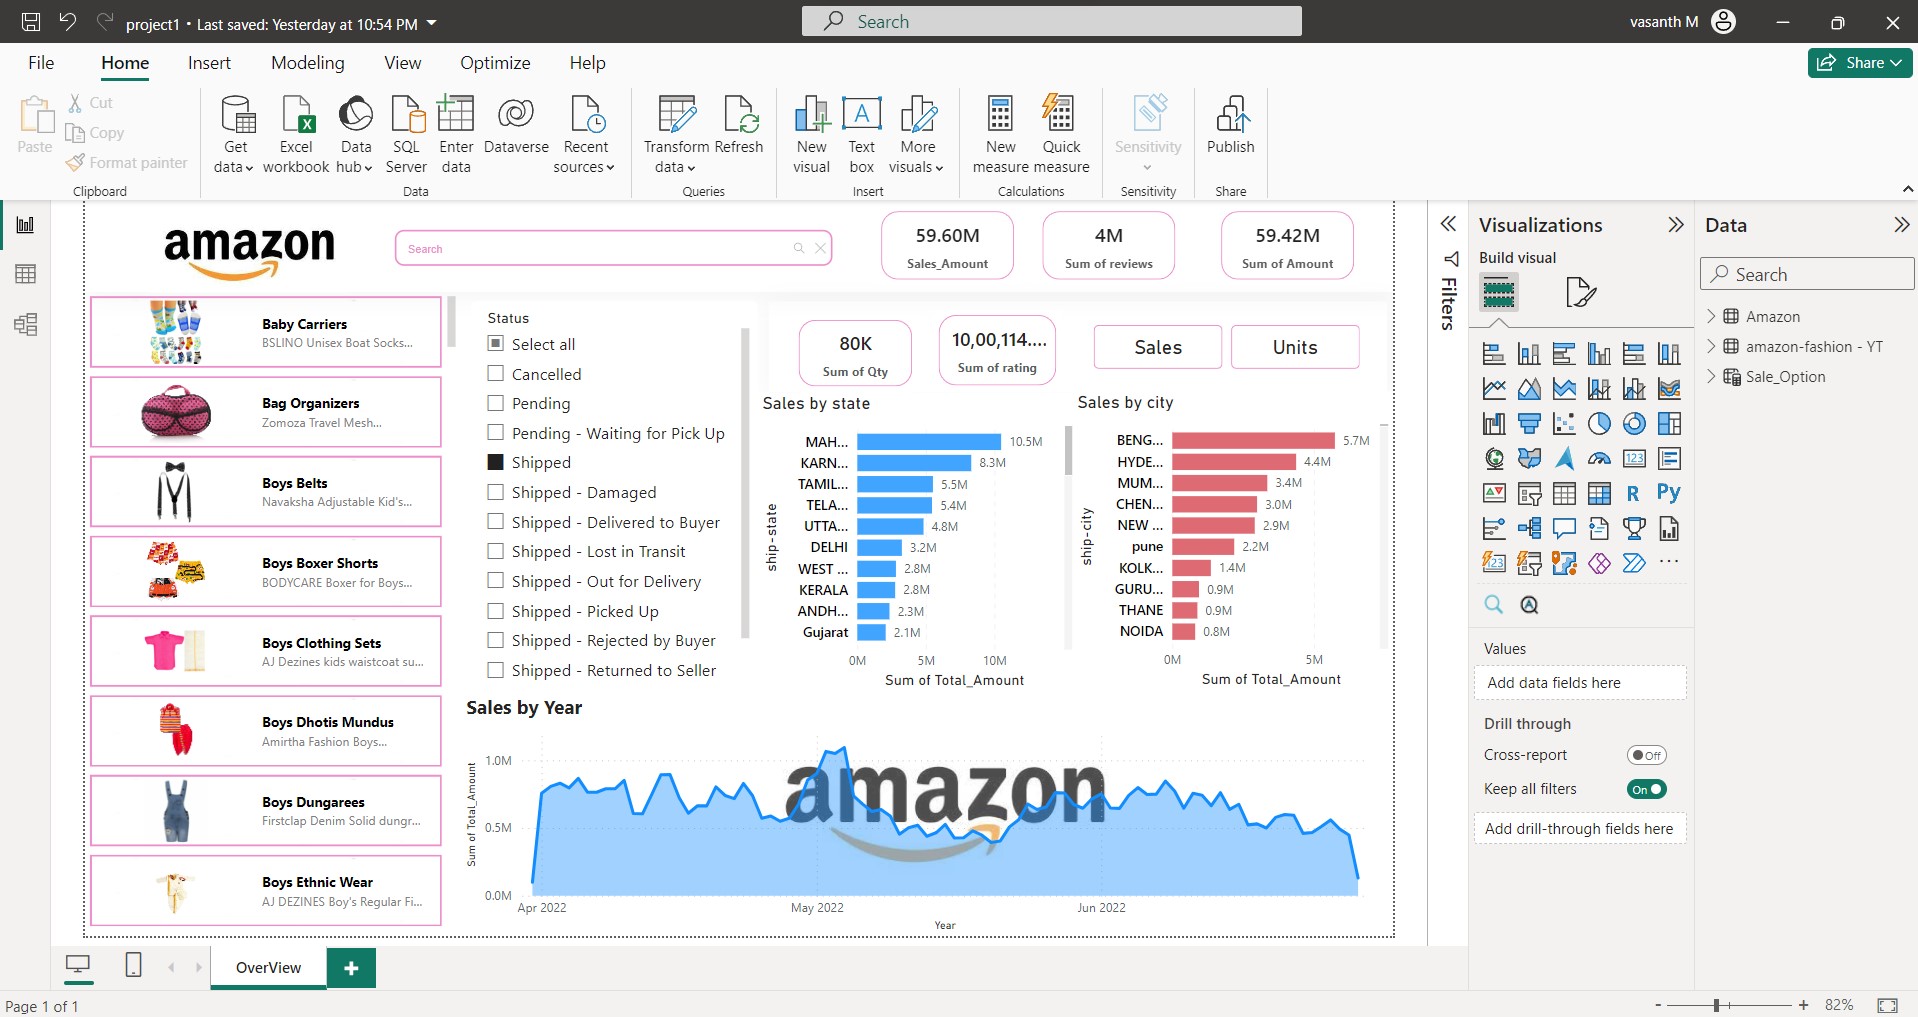 project1 • Last saved: Yesterday at 10:54 PM
Search
vasanth M
File
Home
Insert
Modeling
View
Optimize
Help
Share
Paste
Cut
Copy
Format painter
Clipboard
Get data
Excel workbook
Data hub
SQL Server
Enter data
Dataverse
Recent sources
Data
Transform data
Refresh
Queries
New visual
Text box
More visuals
Insert
New measure
Quick measure
Calculations
Sensitivity
Sensitivity
Publish
Share
amazon
Search
59.60M
Sales_Amount
4M
Sum of reviews
59.42M
Sum of Amount
Baby Carriers
BSLINO Unisex Boat Socks...
Bag Organizers
Zomoza Travel Mesh...
Boys Belts
Navaksha Adjustable Kid's...
Boys Boxer Shorts
BODYCARE Boxer for Boys...
Boys Clothing Sets
AJ Dezines kids waistcoat su...
Boys Dhotis Mundus
Amirtha Fashion Boys...
Boys Dungarees
Firstclap Denim Solid dungr...
Boys Ethnic Wear
AJ DEZINES Boy's Regular Fi...
Status
Select all
Cancelled
Pending
Pending - Waiting for Pick Up
Shipped
Shipped - Damaged
Shipped - Delivered to Buyer
Shipped - Lost in Transit
Shipped - Out for Delivery
Shipped - Picked Up
Shipped - Rejected by Buyer
Shipped - Returned to Seller
80K
Sum of Qty
10,00,114....
Sum of rating
Sales
Units
Sales by state
ship-state
MAH... 10.5M
KARN... 8.3M
TAMIL... 5.5M
TELA... 5.4M
UTTA... 4.8M
DELHI 3.2M
WEST ... 2.8M
KERALA 2.8M
ANDH... 2.3M
Gujarat 2.1M
0M 5M 10M
Sum of Total_Amount
Sales by city
ship-city
BENG... 5.7M
HYDE... 4.4M
MUM... 3.4M
CHEN... 3.0M
NEW ... 2.9M
pune 2.2M
KOLK... 1.4M
GURU... 0.9M
THANE 0.9M
NOIDA 0.8M
0M 5M
Sum of Total_Amount
Sales by Year
Sum of Total_Amount
1.0M
0.5M
0.0M
amazon
Apr 2022 May 2022 Jun 2022
Year
Filters
Visualizations
Build visual
123
R
Py
123
...
Values
Add data fields here
Drill through
Cross-report
Off
Keep all filters
On
Add drill-through fields here
Data
Search
Amazon
amazon-fashion - YT
Sale_Option
OverView
+
Page 1 of 1
- + 82%